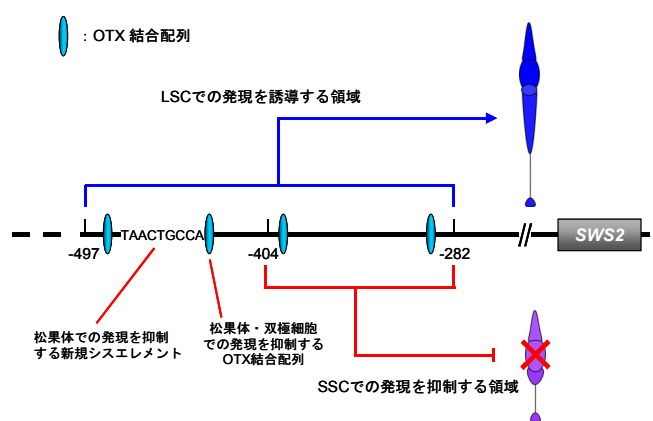 ：OTX 結合配列
LSCでの発現を誘導する領域
TAACTGCCA
SWS2
-497
-404
-282
松果体での発現を抑制
する新規シスエレメント
松果体・双極細胞
での発現を抑制する
OTX結合配列
SSCでの発現を抑制する領域